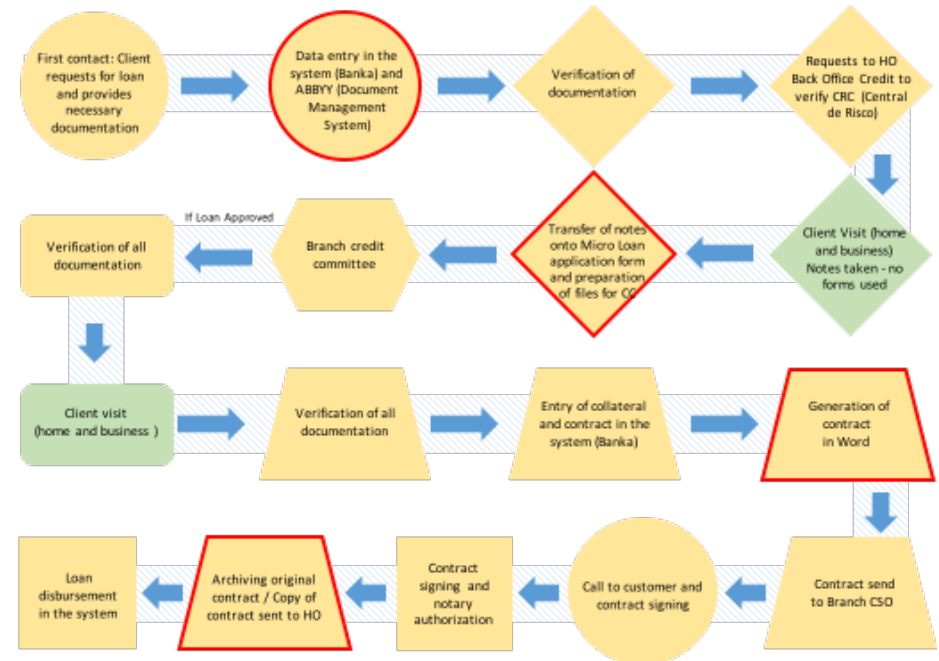 First contact: Client
requests for loan
and provides
necessary
documentation
Data entry in the
system (Banka) and
ABBYY (Document
Management
System)
Verification of
documentation
Requests to HO
Back Office Credit to
verify CRC (Central
de Risco)
Client Visit (home
and business)
Notes taken - no
forms used
Transfer of notes
onto Micro Loan
application form
and preparation
of files for CC
Branch credit
committee
If Loan Approved
Verification of all
documentation
Client visit
(home and business )
Verification of all
documentation
Entry of collateral
and contract in the
system (Banka)
Generation of
contract
in Word
Contract send
to Branch CSO
Call to customer and
contract signing
Contract
signing and
notary
authorization
Archiving original
contract / Copy of
contract sent to HO
Loan
disbursement
in the system